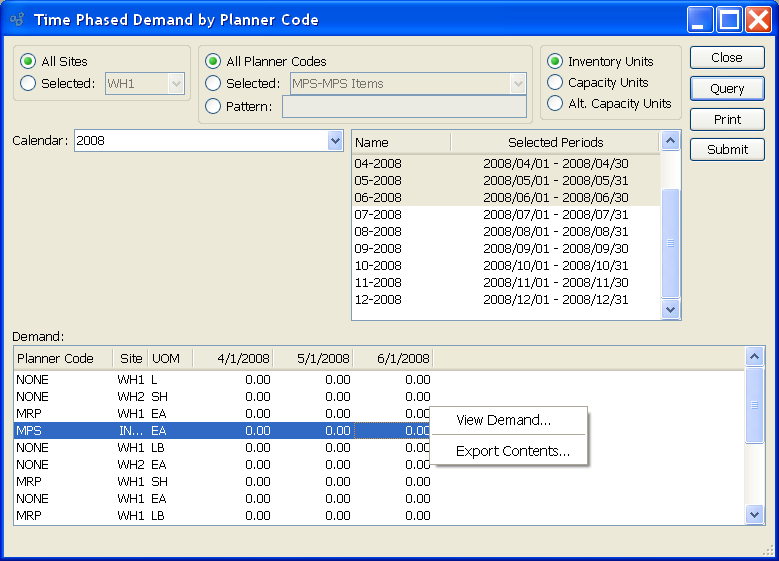 Time Phased Demand by Planner Code
All Sites
Selected: WH1
All Planner Codes
Selected: MPS-MPS Items
Pattern:
Inventory Units
Capacity Units
Alt. Capacity Units
Close
Query
Print
Submit
Calendar: 2008
Name Selected Periods
04-2008 2008/04/01 - 2008/04/30
05-2008 2008/05/01 - 2008/05/31
06-2008 2008/06/01 - 2008/06/30
07-2008 2008/07/01 - 2008/07/31
08-2008 2008/08/01 - 2008/08/31
09-2008 2008/09/01 - 2008/09/30
10-2008 2008/10/01 - 2008/10/31
11-2008 2008/11/01 - 2008/11/30
12-2008 2008/12/01 - 2008/12/31
Demand:
Planner Code Site UOM 4/1/2008 5/1/2008 6/1/2008
NONE WH1 L 0.00 0.00 0.00
NONE WH2 SH 0.00 0.00 0.00
MRP WH1 EA 0.00 0.00 0.00
MPS IN... EA 0.00 0.00 0.00
NONE WH1 LB 0.00 0.00 0.00
NONE WH2 EA 0.00 0.00 0.00
MRP WH1 SH 0.00 0.00 0.00
NONE WH1 EA 0.00 0.00 0.00
MRP WH1 LB 0.00 0.00 0.00
View Demand...
Export Contents...